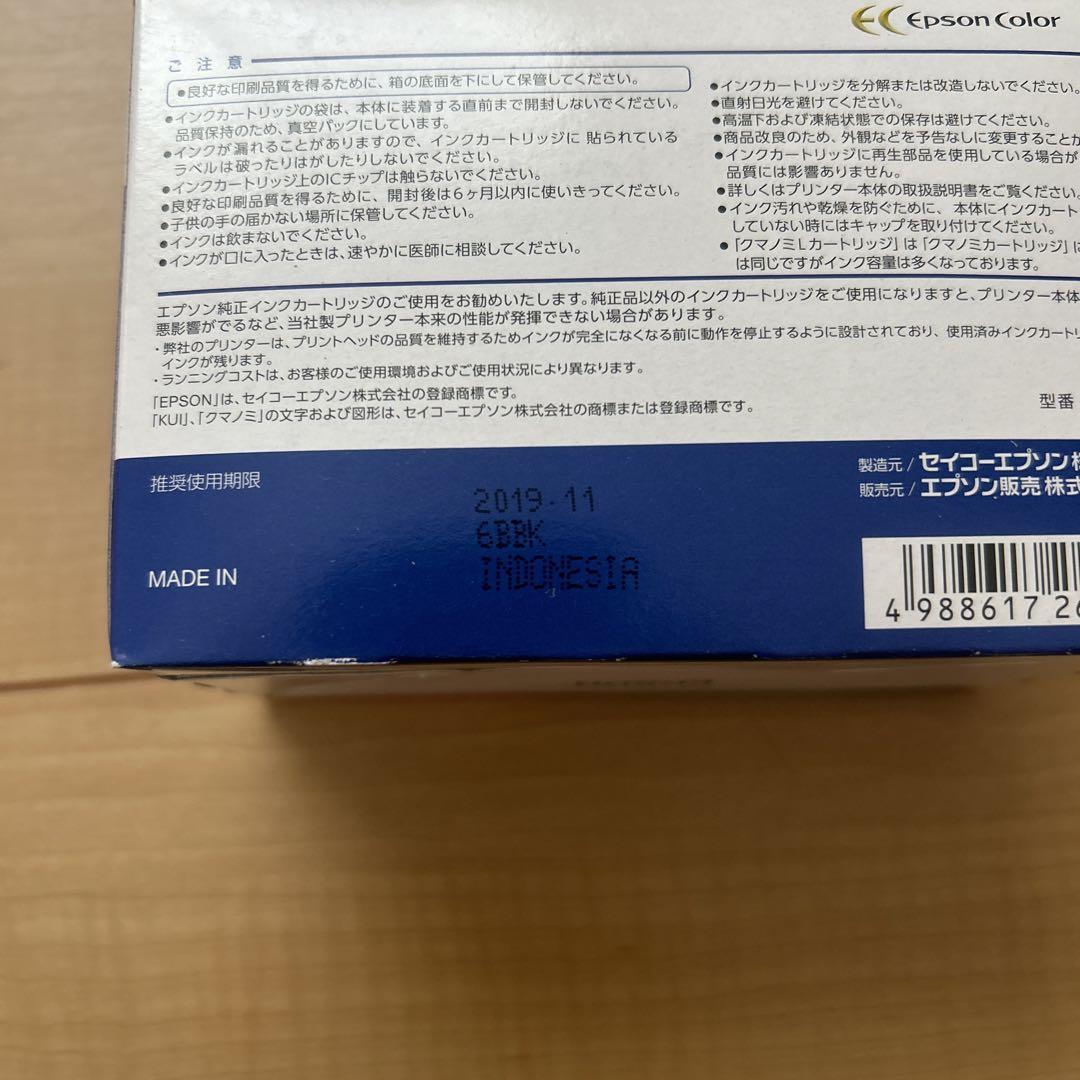 EC Epson Color
ご注意
●良好な印刷品質を得るために、箱の底面を下にして保管してください。
●インクカートリッジの袋は、本体に装着する直前まで開封しないでください。
品質保持のため、真空パックにしています。
●インクが漏れることがありますので、インクカートリッジに貼られている
ラベルは破ったりはがしたりしないでください。
●インクカートリッジ上のICチップは触らないでください。
●良好な印刷品質を得るために、開封後は6ヶ月以内に使いきってください。
●子供の手の届かない場所に保管してください。
●インクは飲まないでください。
●インクが口に入ったときは、速やかに医師に相談してください。
●インクカートリッジを分解または改造しないでください。
●直射日光を避けてください。
●高温下および凍結状態での保存は避けてください。
●商品改良のため、外観などを予告なしに変更することが
●インクカートリッジに再生部品を使用している場合が
品質には影響ありません。
●詳しくはプリンター本体の取扱説明書をご覧ください。
●インク汚れや乾燥を防ぐために、本体にインクカート
していない時にはキャップを取り付けてください。
●「クマノミLカートリッジ」は「クマノミカートリッジ」に
は同じですがインク容量は多くなっております。
エプソン純正インクカートリッジのご使用をお勧めいたします。純正品以外のインクカートリッジをご使用になりますと、プリンター本体
悪影響がでるなど、当社製プリンター本来の性能が発揮できない場合があります。
・弊社のプリンターは、プリントヘッドの品質を維持するためインクが完全になくなる前に動作を停止するように設計されており、使用済みインクカートリ
インクが残ります。
・ランニングコストは、お客様のご使用環境およびご使用状況により異なります。
「EPSON」は、セイコーエプソン株式会社の登録商標です。
「KUI」、「クマノミ」の文字および図形は、セイコーエプソン株式会社の商標または登録商標です。
型番
製造元/セイコーエプソン株
販売元/エプソン販売株式
推奨使用期限
2019.11
6BBK
MADE IN INDONESIA
4 988617 26